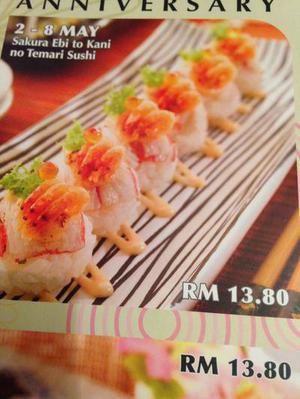 ANNIVERSARY
2 - 8 MAY
Sakura Ebi to Kani
no Temari Sushi
RM 13.80
RM 13.80